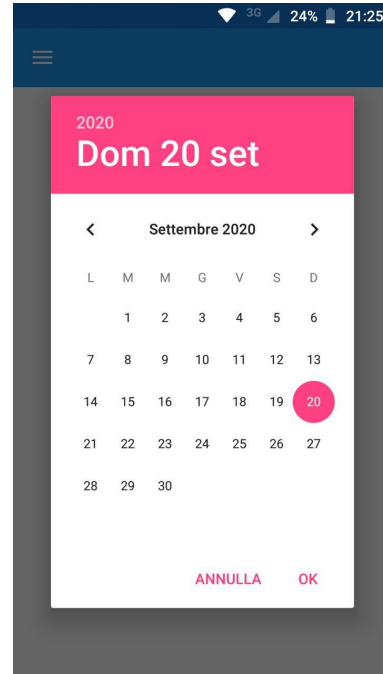 3G 24% 21:25
2020
Dom 20 set
Settembre 2020
L M M G V S D
1 2 3 4 5 6
7 8 9 10 11 12 13
14 15 16 17 18 19 20
21 22 23 24 25 26 27
28 29 30
ANNULLA OK